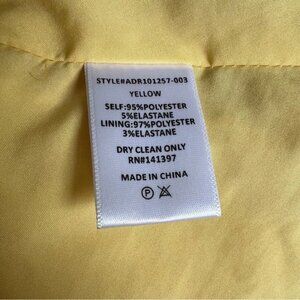 STYLE#ADR101257-003
YELLOW
SELF:95%POLYESTER
5%ELASTANE
LINING:97%POLYESTER
3%ELASTANE
DRY CLEAN ONLY
RN#141397
MADE IN CHINA
P